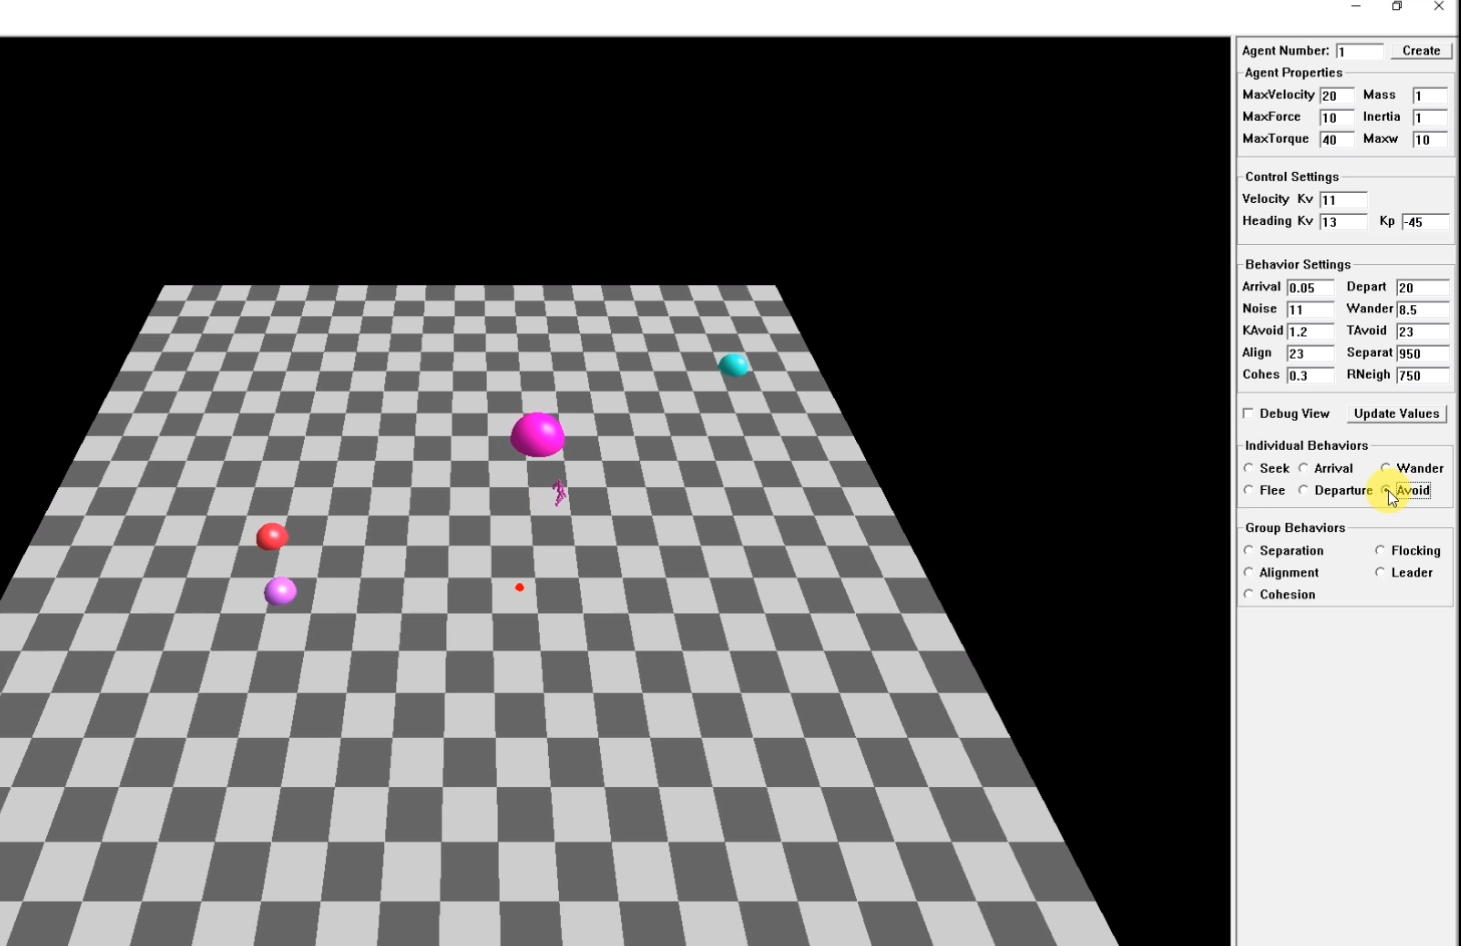 Agent Number: 1 Create
Agent Properties
MaxVelocity 20 Mass 1
MaxForce 10 Inertia 1
MaxTorque 40 Maxw 10
Control Settings
Velocity Kv 11
Heading Kv 13 Kp -45
Behavior Settings
Arrival 0.05 Depart 20
Noise 11 Wander 8.5
KAvoid 1.2 TAvoid 23
Align 23 Separat 950
Cohes 0.3 RNeigh 750
Debug View Update Values
Individual Behaviors
Seek Arrival Wander
Flee Departure Avoid
Group Behaviors
Separation Flocking
Alignment Leader
Cohesion